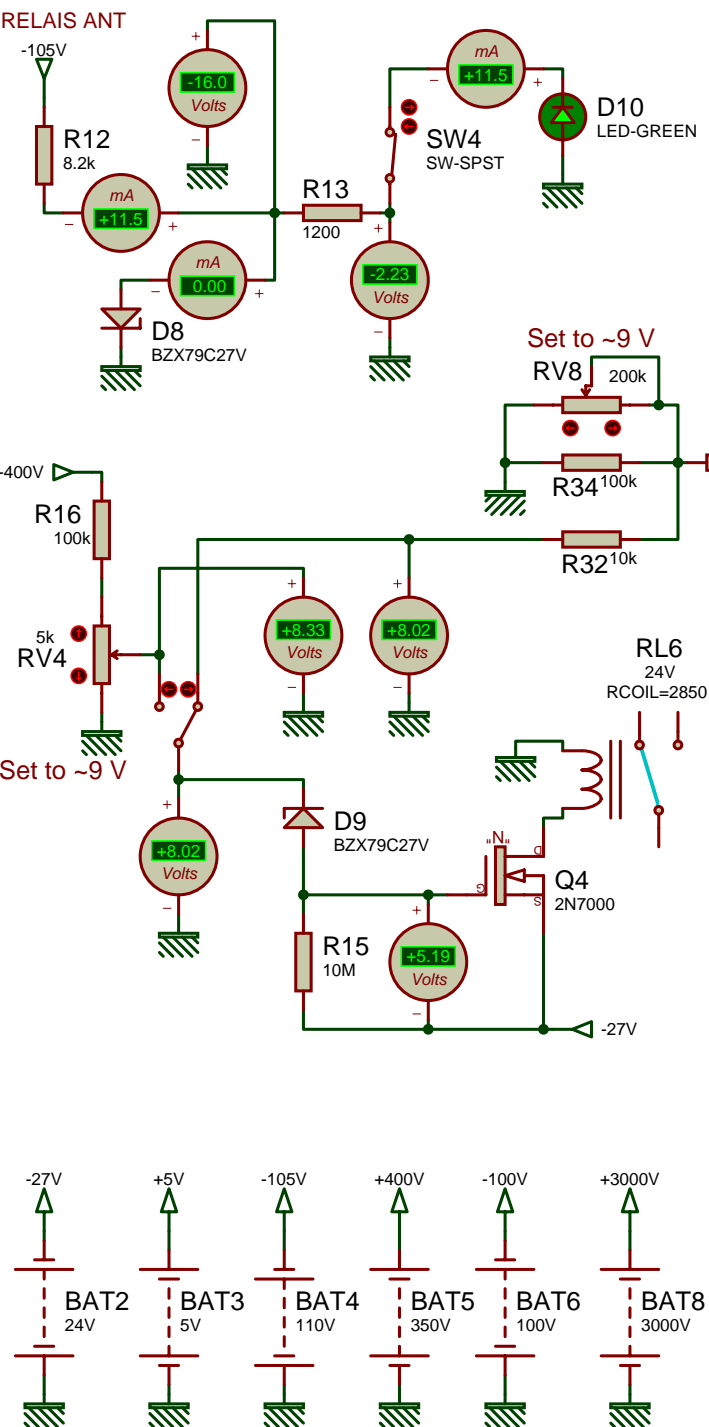 RELAIS ANT
-105V
R12
8.2k
-16.0
Volts
mA
+11.5
mA
+11.5
D10
LED-GREEN
SW4
SW-SPST
R13
1200
mA
0.00
-2.23
Volts
D8
BZX79C27V
Set to ~9 V
RV8
200k
R34
100k
R32
10k
-400V
R16
100k
5k
RV4
+8.33
Volts
+8.02
Volts
RL6
24V
RCOIL=2850
Set to ~9 V
+8.02
Volts
D9
BZX79C27V
"N"
D
G
S
Q4
2N7000
R15
10M
+5.19
Volts
-27V
-27V
+5V
-105V
+400V
-100V
+3000V
BAT2
24V
BAT3
5V
BAT4
110V
BAT5
350V
BAT6
100V
BAT8
3000V